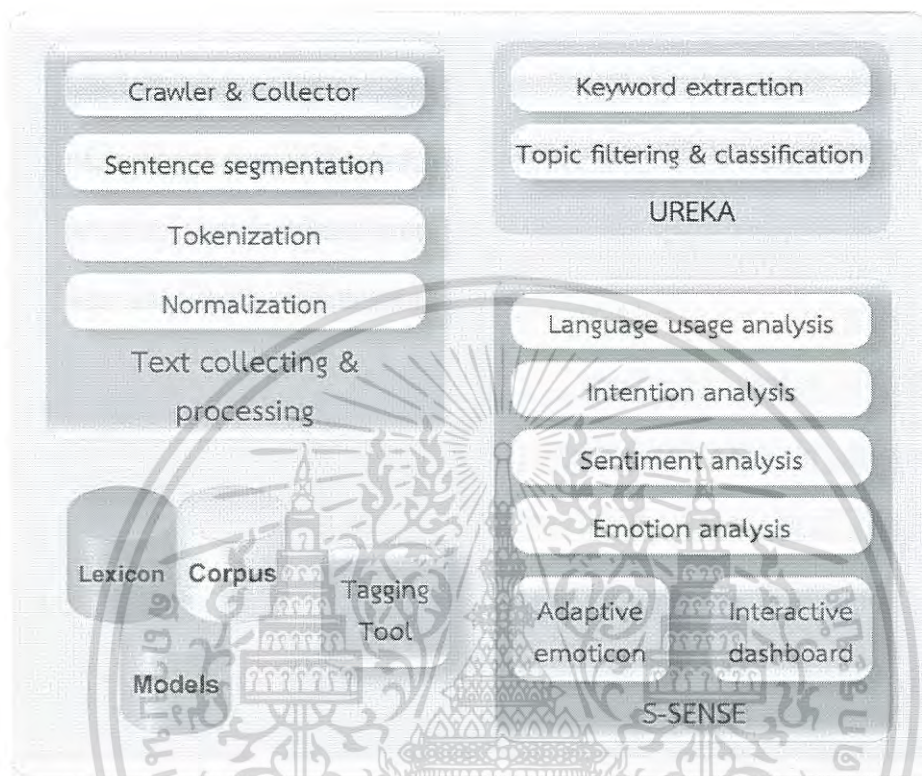 Crawler & Collector
Sentence segmentation
Tokenization
Normalization
Text collecting &
processing
Keyword extraction
Topic filtering & classification
UREKA
Language usage analysis
Intention analysis
Sentiment analysis
Emotion analysis
Adaptive
emoticon
Interactive
dashboard
S-SENSE
Lexicon
Corpus
Tagging
Tool
Models